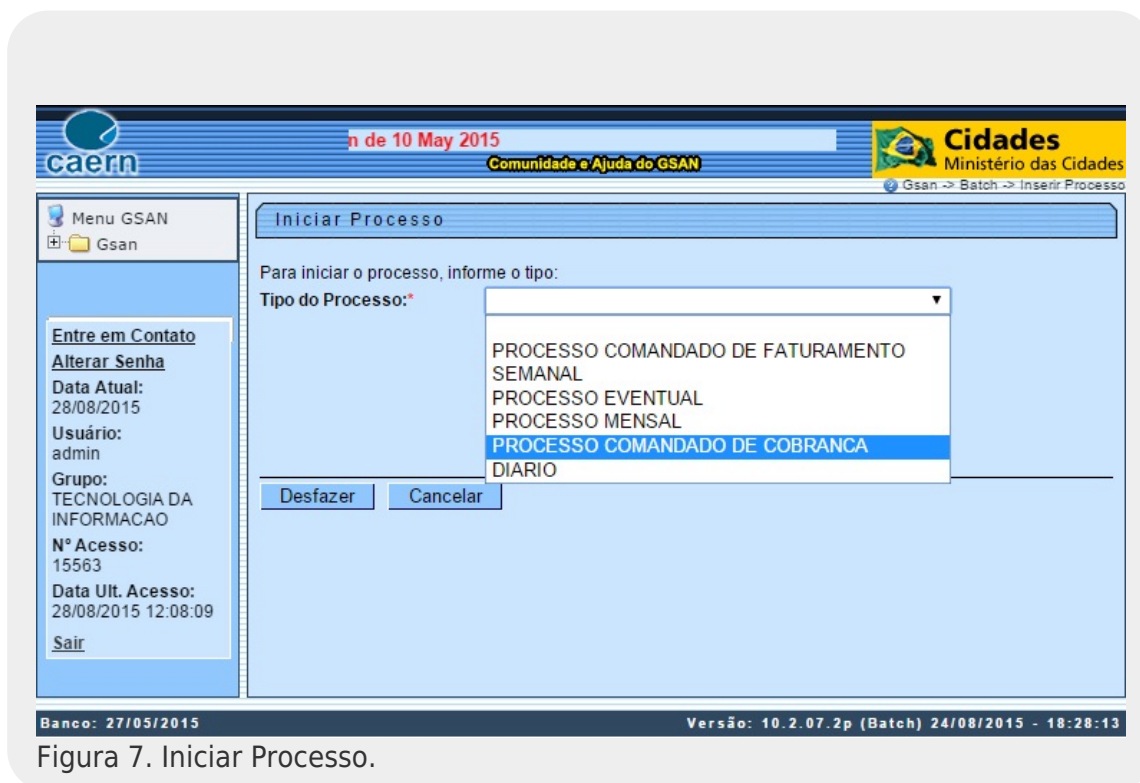 caern
n de 10 May 2015
Comunidade e Ajuda do GSAN
Cidades
Ministério das Cidades
Gsan -> Batch -> Inserir Processo
Menu GSAN
Gsan
Iniciar Processo
Para iniciar o processo, informe o tipo:
Tipo do Processo:*
PROCESSO COMANDADO DE FATURAMENTO
SEMANAL
PROCESSO EVENTUAL
PROCESSO MENSAL
PROCESSO COMANDADO DE COBRANCA
DIARIO
Desfazer Cancelar
Entre em Contato
Alterar Senha
Data Atual:
28/08/2015
Usuário:
admin
Grupo:
TECNOLOGIA DA
INFORMACAO
Nº Acesso:
15563
Data Ult. Acesso:
28/08/2015 12:08:09
Sair
Banco: 27/05/2015 Versão: 10.2.07.2p (Batch) 24/08/2015 - 18:28:13
Figura 7. Iniciar Processo.